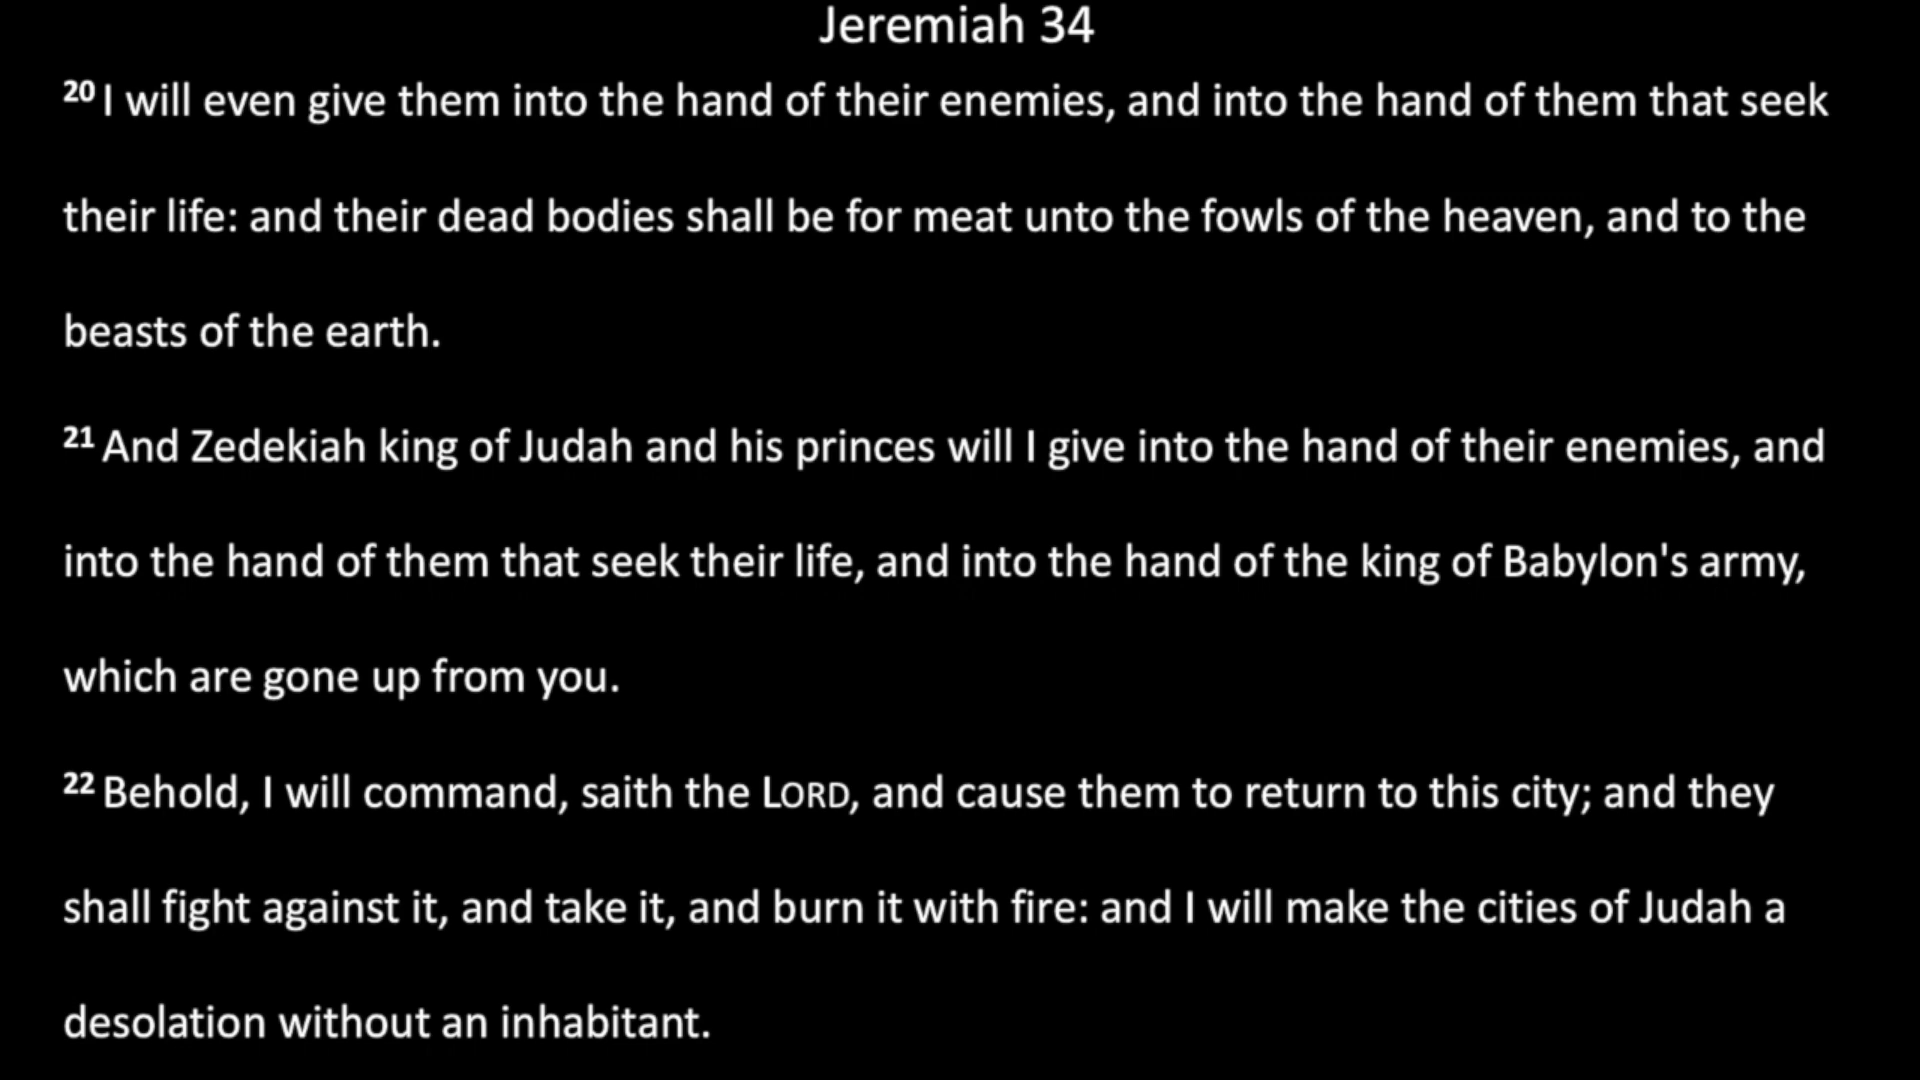 Jeremiah 34
20 I will even give them into the hand of their enemies, and into the hand of them that seek
their life: and their dead bodies shall be for meat unto the fowls of the heaven, and to the
beasts of the earth.
21 And Zedekiah king of Judah and his princes will I give into the hand of their enemies, and
into the hand of them that seek their life, and into the hand of the king of Babylon's army,
which are gone up from you.
22 Behold, I will command, saith the LORD, and cause them to return to this city; and they
shall fight against it, and take it, and burn it with fire: and I will make the cities of Judah a
desolation without an inhabitant.